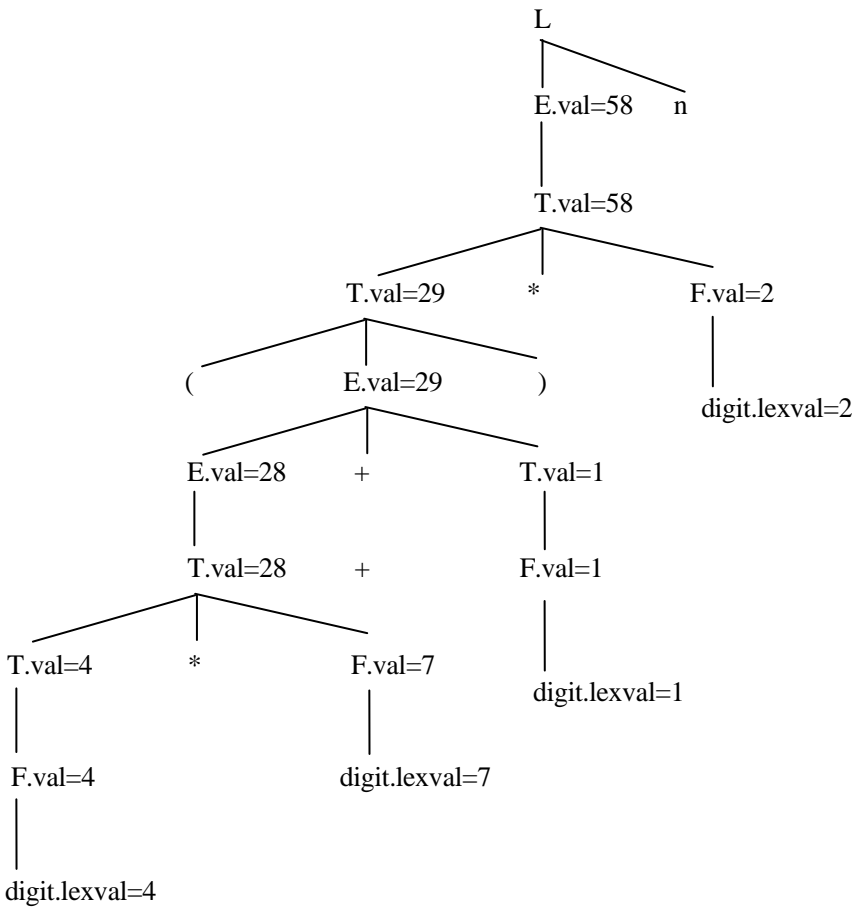 L
E.val=58 n
T.val=58
T.val=29 * F.val=2
( E.val=29 )
digit.lexval=2
E.val=28 + T.val=1
T.val=28 + F.val=1
T.val=4 * F.val=7
digit.lexval=1
F.val=4 digit.lexval=7
digit.lexval=4